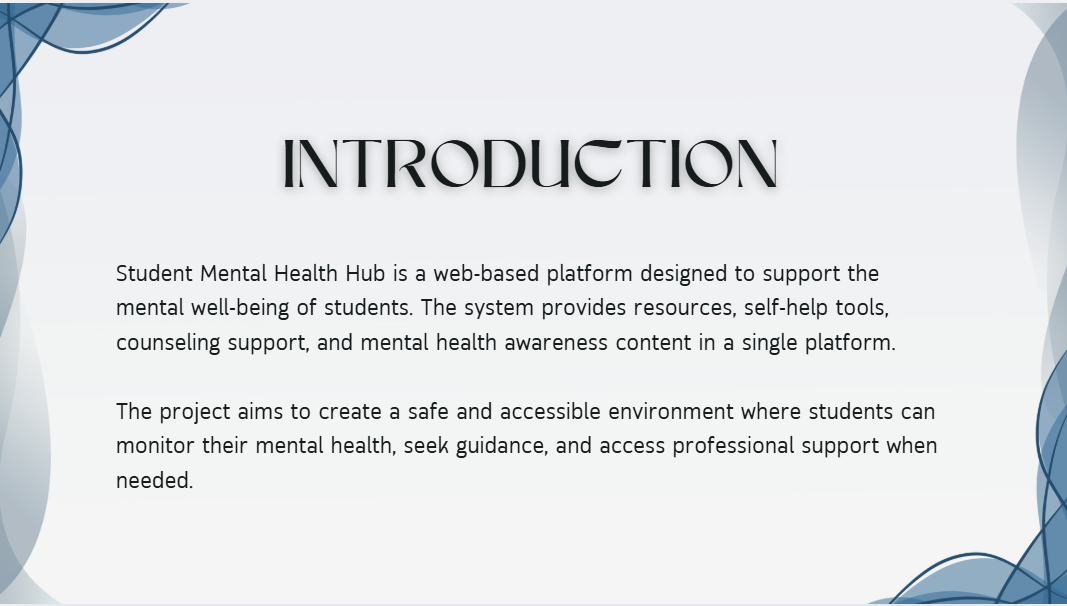 INTRODUCTION
Student Mental Health Hub is a web-based platform designed to support the
mental well-being of students. The system provides resources, self-help tools,
counseling support, and mental health awareness content in a single platform.
The project aims to create a safe and accessible environment where students can
monitor their mental health, seek guidance, and access professional support when
needed.